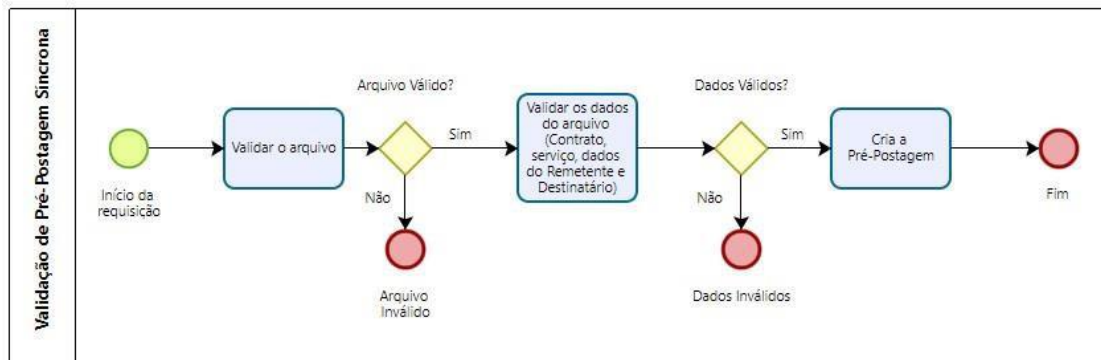 Validação de Pré-Postagem Síncrona
Início da
requisição
Validar o arquivo
Arquivo Válido?
Sim
Não
Arquivo
Inválido
Validar os dados
do arquivo
(Contrato,
serviço, dados
do Remetente e
Destinatário)
Dados Válidos?
Sim
Não
Dados Inválidos
Cria a
Pré-Postagem
Fim